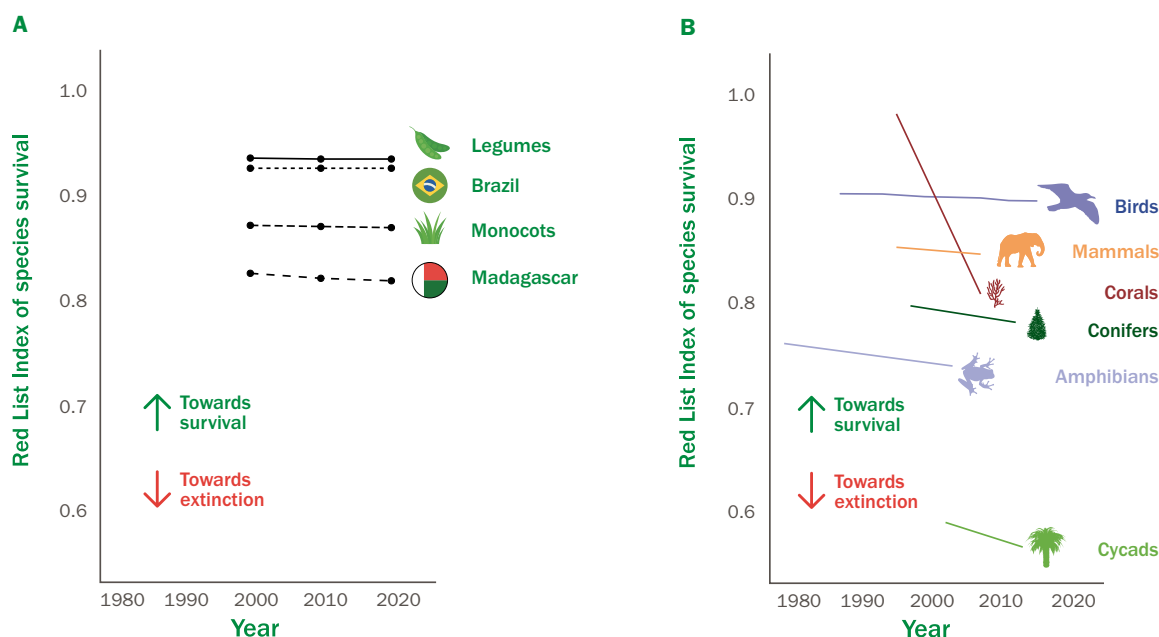 A
Red List Index of species survival
1.0
0.9
0.8
0.7
0.6
Legumes
Brazil
Monocots
Madagascar
Towards
survival
Towards
extinction
1980 1990 2000 2010 2020
Year
B
Red List Index of species survival
1.0
0.9
0.8
0.7
0.6
Birds
Mammals
Corals
Conifers
Amphibians
Towards
survival
Towards
extinction
Cycads
1980 1990 2000 2010 2020
Year